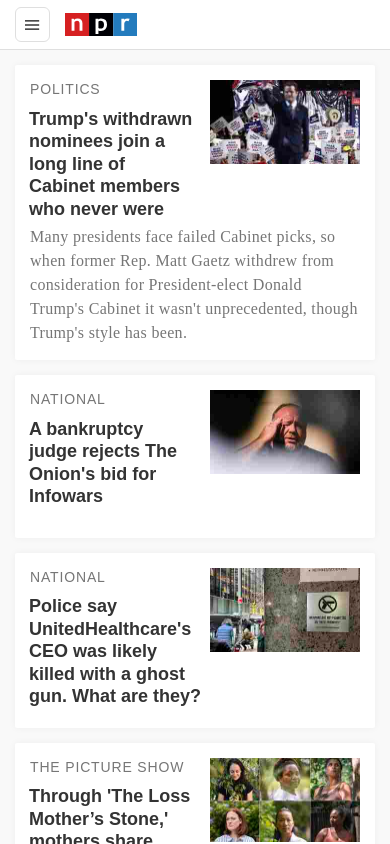 npr
POLITICS
Trump's withdrawn
nominees join a
long line of
Cabinet members
who never were
Many presidents face failed Cabinet picks, so
when former Rep. Matt Gaetz withdrew from
consideration for President-elect Donald
Trump's Cabinet it wasn't unprecedented, though
Trump's style has been.
NATIONAL
A bankruptcy
judge rejects The
Onion's bid for
Infowars
NATIONAL
Police say
UnitedHealthcare's
CEO was likely
killed with a ghost
gun. What are they?
THE PICTURE SHOW
Through 'The Loss
Mother’s Stone,'
mothers share